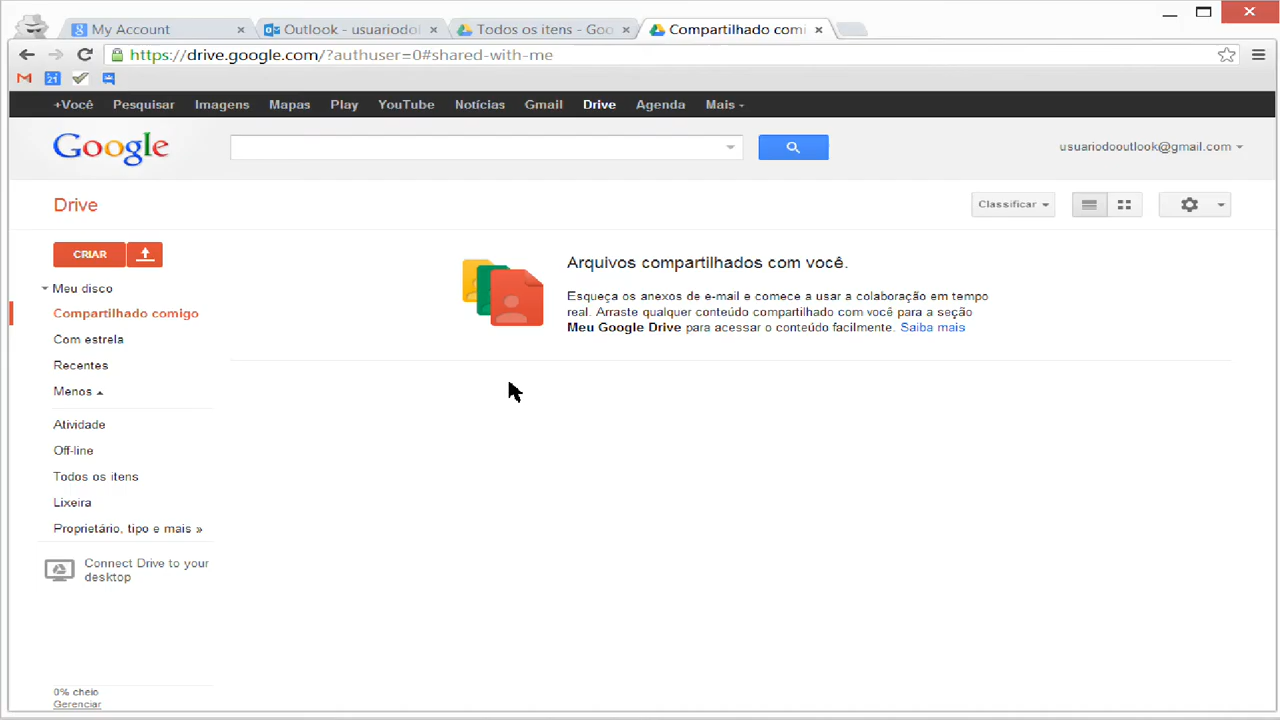 My Account
Outlook - usuariodol
Todos os itens - Goo
Compartilhado comi
https://drive.google.com/?authuser=0#shared-with-me
21
+Você Pesquisar Imagens Mapas Play YouTube Notícias Gmail Drive Agenda Mais
Google
usuariodooutlook@gmail.com
Drive
Classificar
CRIAR
Meu disco
Compartilhado comigo
Com estrela
Recentes
Menos
Atividade
Off-line
Todos os itens
Lixeira
Proprietário, tipo e mais »
Connect Drive to your
desktop
0% cheio
Gerenciar
Arquivos compartilhados com você.
Esqueça os anexos de e-mail e comece a usar a colaboração em tempo
real. Arraste qualquer conteúdo compartilhado com você para a seção
Meu Google Drive para acessar o conteúdo facilmente. Saiba mais